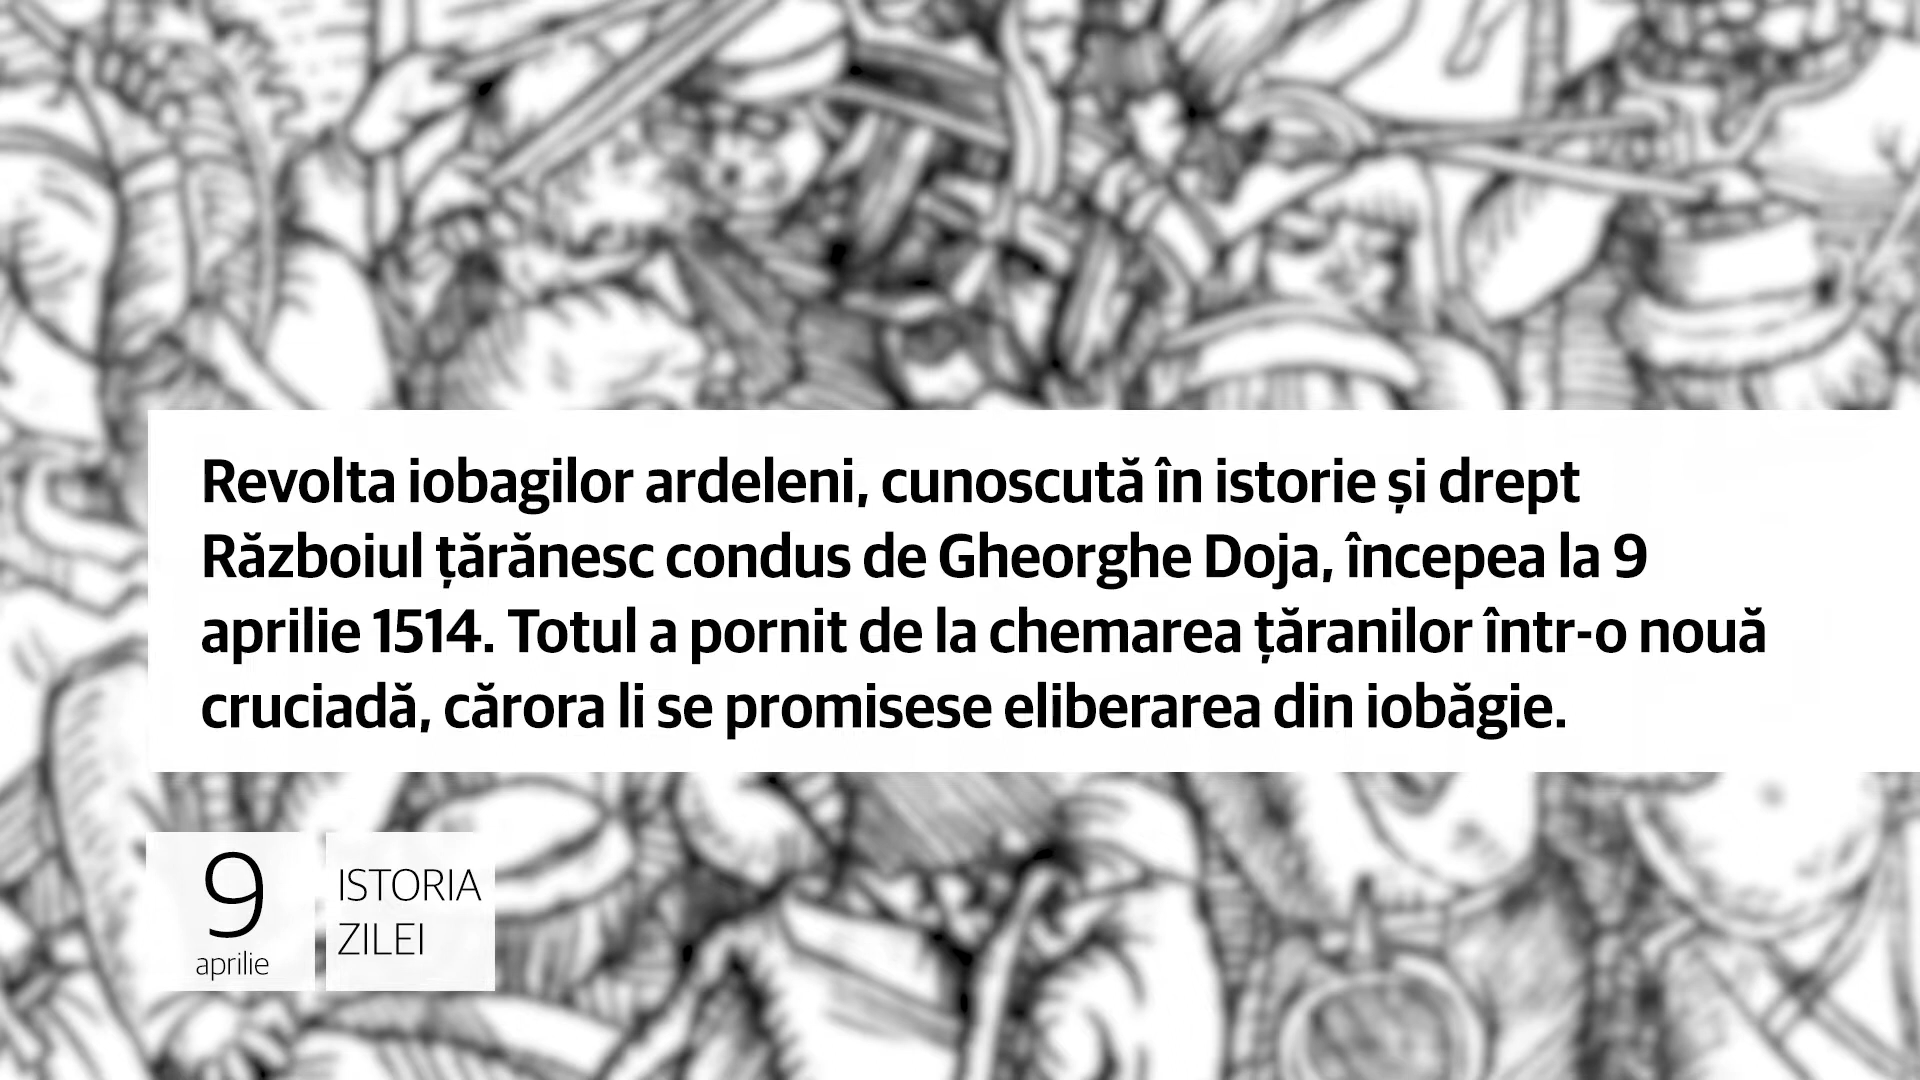 Revolta iobagilor ardeleni, cunoscută în istorie și drept
Războiul țărănesc condus de Gheorghe Doja, începea la 9
aprilie 1514. Totul a pornit de la chemarea țăranilor într-o nouă
cruciadă, cărora li se promisese eliberarea din iobăgie.
9
aprilie
ISTORIA
ZILEI